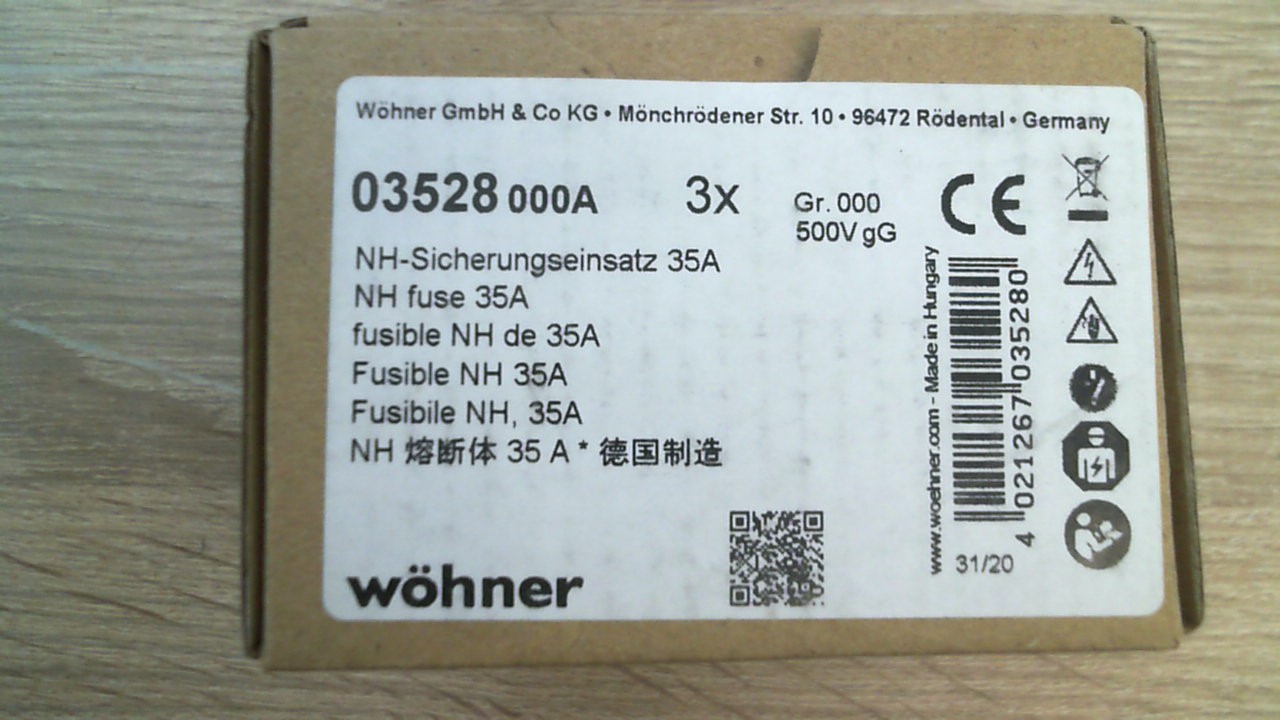 Wöhner GmbH & Co KG • Mönchrödener Str. 10 • 96472 Rödental • Germany
03528 000A 3x Gr. 000
500V gG
NH-Sicherungseinsatz 35A
NH fuse 35A
fusible NH de 35A
Fusible NH 35A
Fusibile NH, 35A
NH 熔断体 35 A * 德国制造
wöhner
www.woehner.com - Made in Hungary
4 021267 035280
31/20
CE